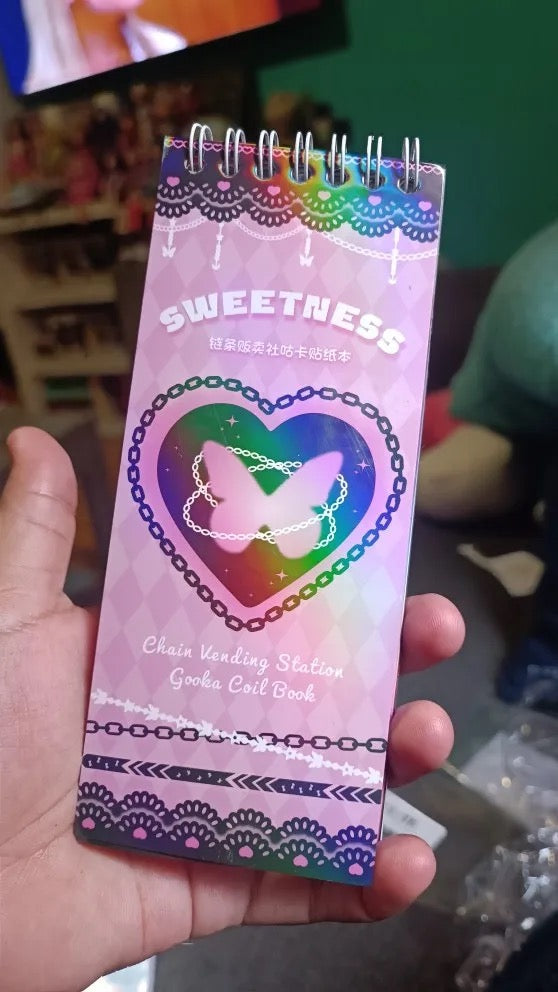 SWEETNESS
链条贩卖社咕卡贴纸本
Chain Vending Station
Gooka Coil Book